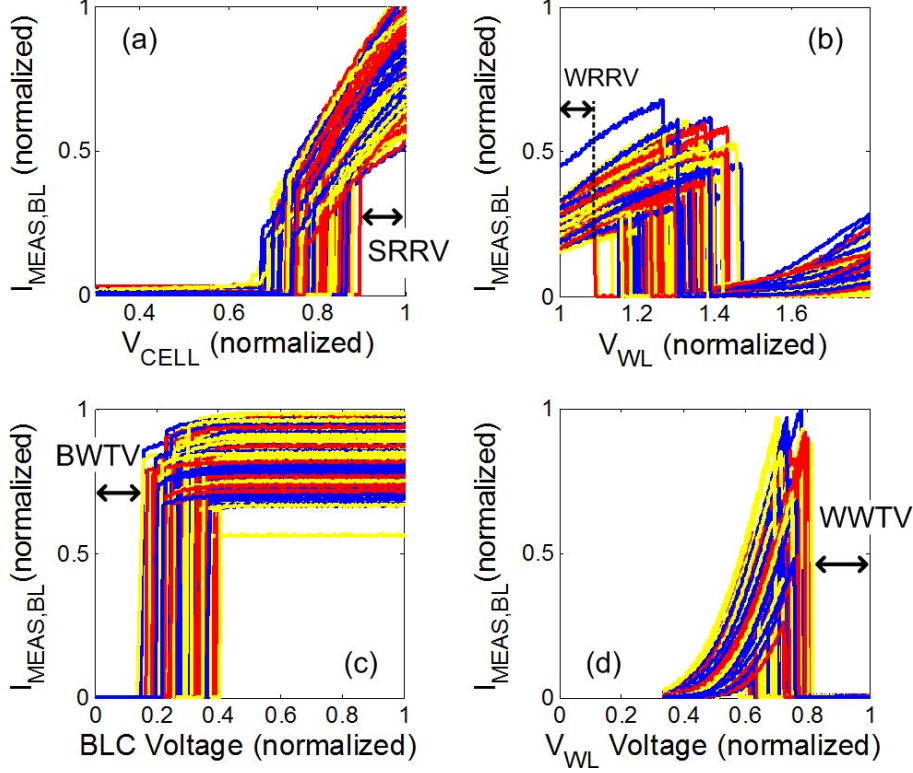 1
(a)
I_MEAS,BL (normalized)
0.5
SRRV
0
0.4
0.6
0.8
1
V_CELL (normalized)
1
(b)
WRRV
I_MEAS,BL (normalized)
0.5
0
1
1.2
1.4
1.6
V_WL (normalized)
1
BWTV
I_MEAS,BL (normalized)
0.5
(c)
0
0
0.2
0.4
0.6
0.8
1
BLC Voltage (normalized)
1
WWTV
I_MEAS,BL (normalized)
0.5
(d)
0
0
0.2
0.4
0.6
0.8
1
V_WL Voltage (normalized)